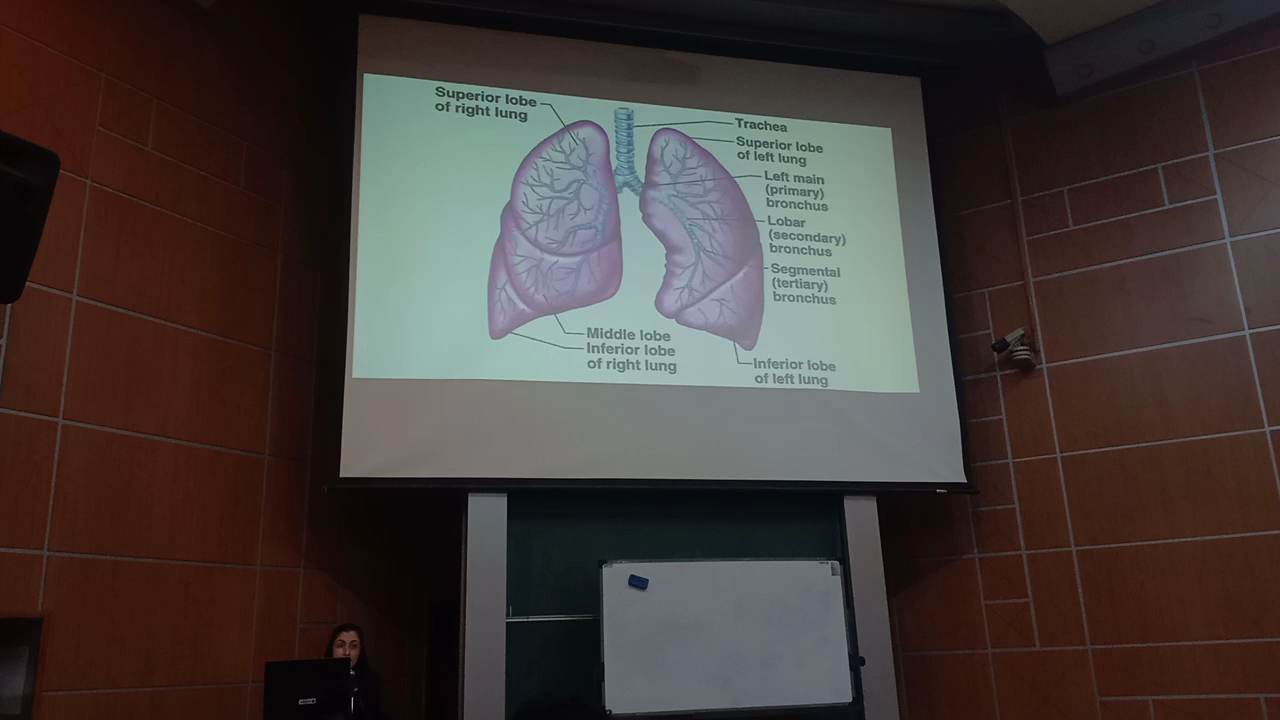 Superior lobe
of right lung
Trachea
Superior lobe
of left lung
Left main
(primary)
bronchus
Lobar
(secondary)
bronchus
Segmental
(tertiary)
bronchus
Middle lobe
Inferior lobe
of right lung
Inferior lobe
of left lung